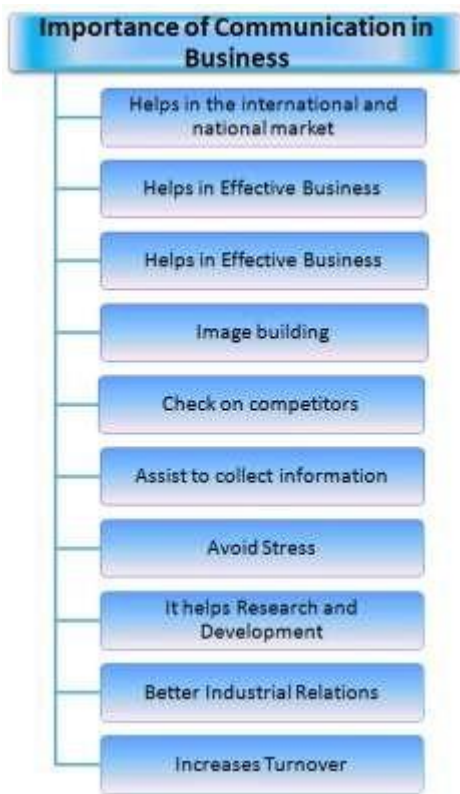 Importance of Communication in
Business
Helps in the international and
national market
Helps in Effective Business
Helps in Effective Business
Image building
Check on competitors
Assist to collect information
Avoid Stress
It helps Research and
Development
Better Industrial Relations
Increases Turnover